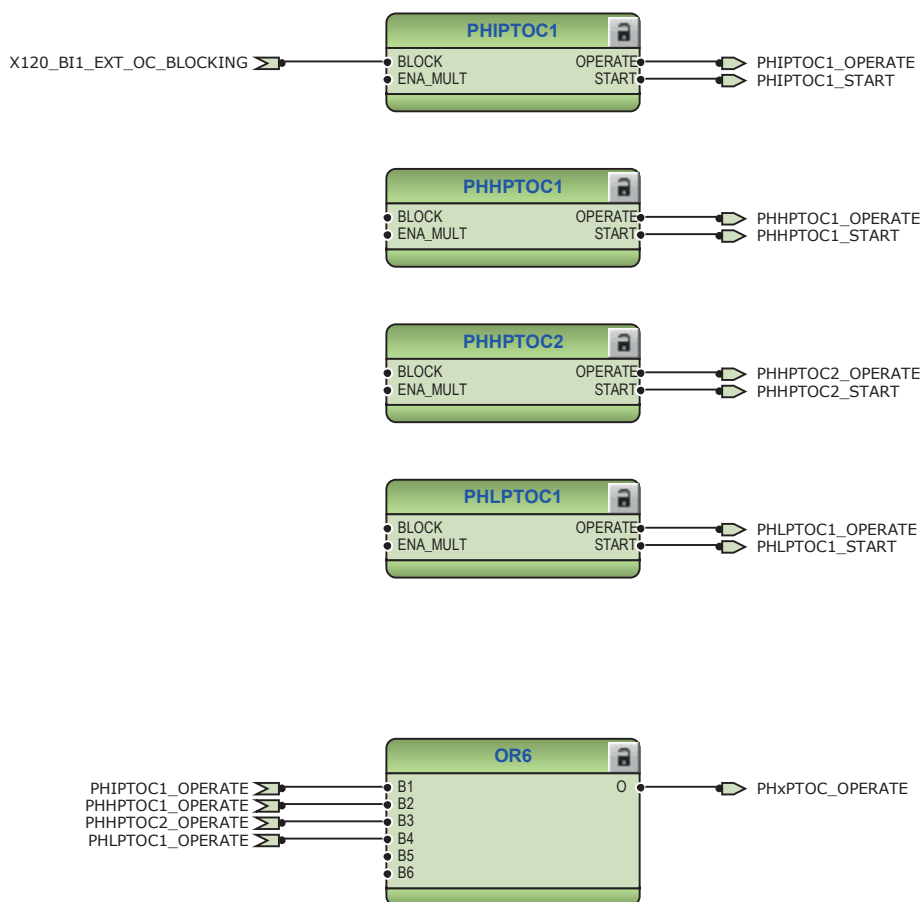 PHIPTOC1
X120_BI1_EXT_OC_BLOCKING BLOCK OPERATE PHIPTOC1_OPERATE
ENA_MULT START PHIPTOC1_START
PHHPTOC1
BLOCK OPERATE PHHPTOC1_OPERATE
ENA_MULT START PHHPTOC1_START
PHHPTOC2
BLOCK OPERATE PHHPTOC2_OPERATE
ENA_MULT START PHHPTOC2_START
PHLPTOC1
BLOCK OPERATE PHLPTOC1_OPERATE
ENA_MULT START PHLPTOC1_START
OR6
PHIPTOC1_OPERATE B1 O PHxPTOC_OPERATE
PHHPTOC1_OPERATE B2
PHHPTOC2_OPERATE B3
PHLPTOC1_OPERATE B4
B5
B6